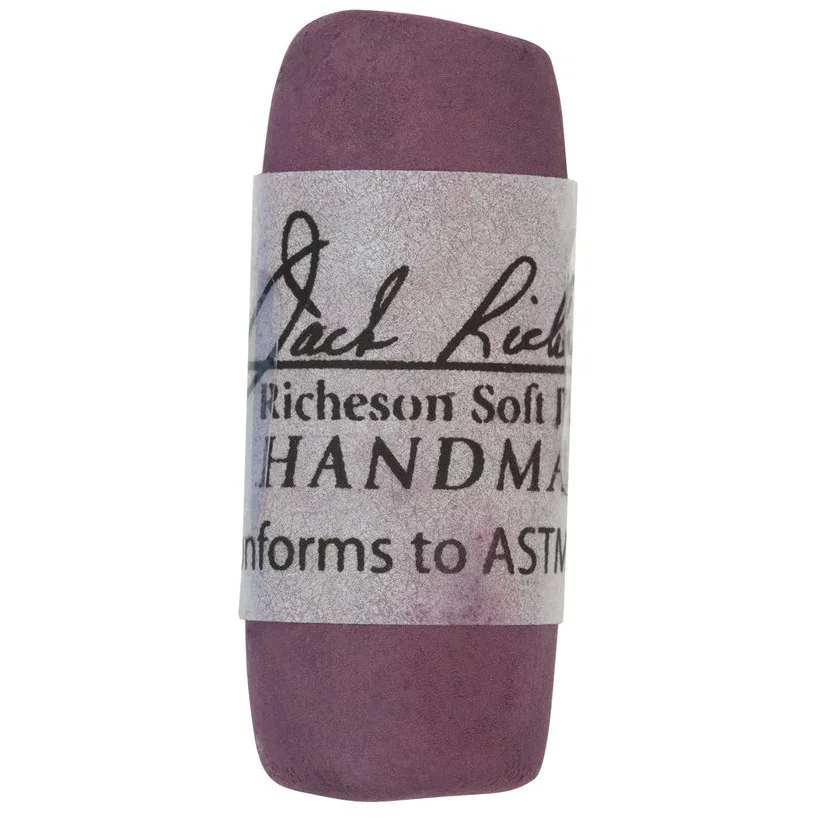 Jack Riche
Richeson Soft P
HANDMA
nforms to ASTM